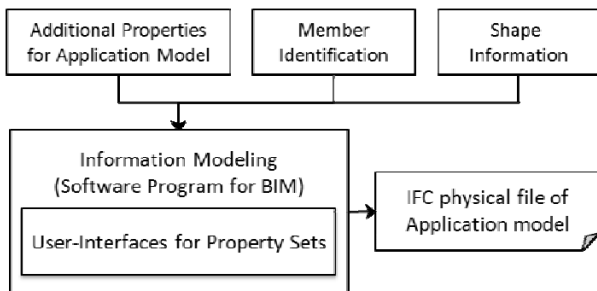 Additional Properties
for Application Model
Member
Identification
Shape
Information
Information Modeling
(Software Program for BIM)
User-Interfaces for Property Sets
IFC physical file of
Application model